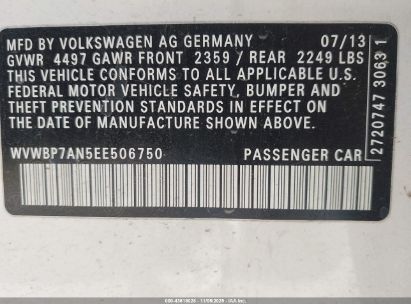 MFD BY VOLKSWAGEN AG GERMANY 07/13
GVWR 4497 GAWR FRONT 2359 / REAR 2249 LBS
THIS VEHICLE CONFORMS TO ALL APPLICABLE U.S.
FEDERAL MOTOR VEHICLE SAFETY, BUMPER AND
THEFT PREVENTION STANDARDS IN EFFECT ON
THE DATE OF MANUFACTURE SHOWN ABOVE.
WVWBP7AN5EE506750 PASSENGER CAR
2720747 30631